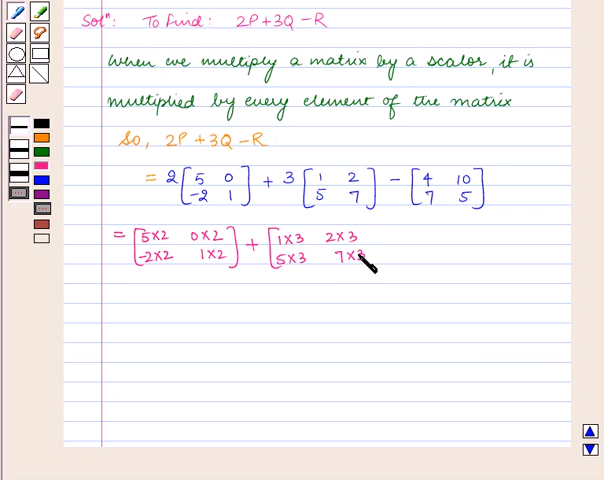 Solⁿ: To Find: 2P+3Q-R
When we multiply a matrix by a scalar, it is
multiplied by every element of the matrix
So, 2P+3Q-R
= 2 [5 0; -2 1] + 3 [1 2; 5 7] - [4 10; 7 5]
= [5×2 0×2; -2×2 1×2] + [1×3 2×3; 5×3 7×3